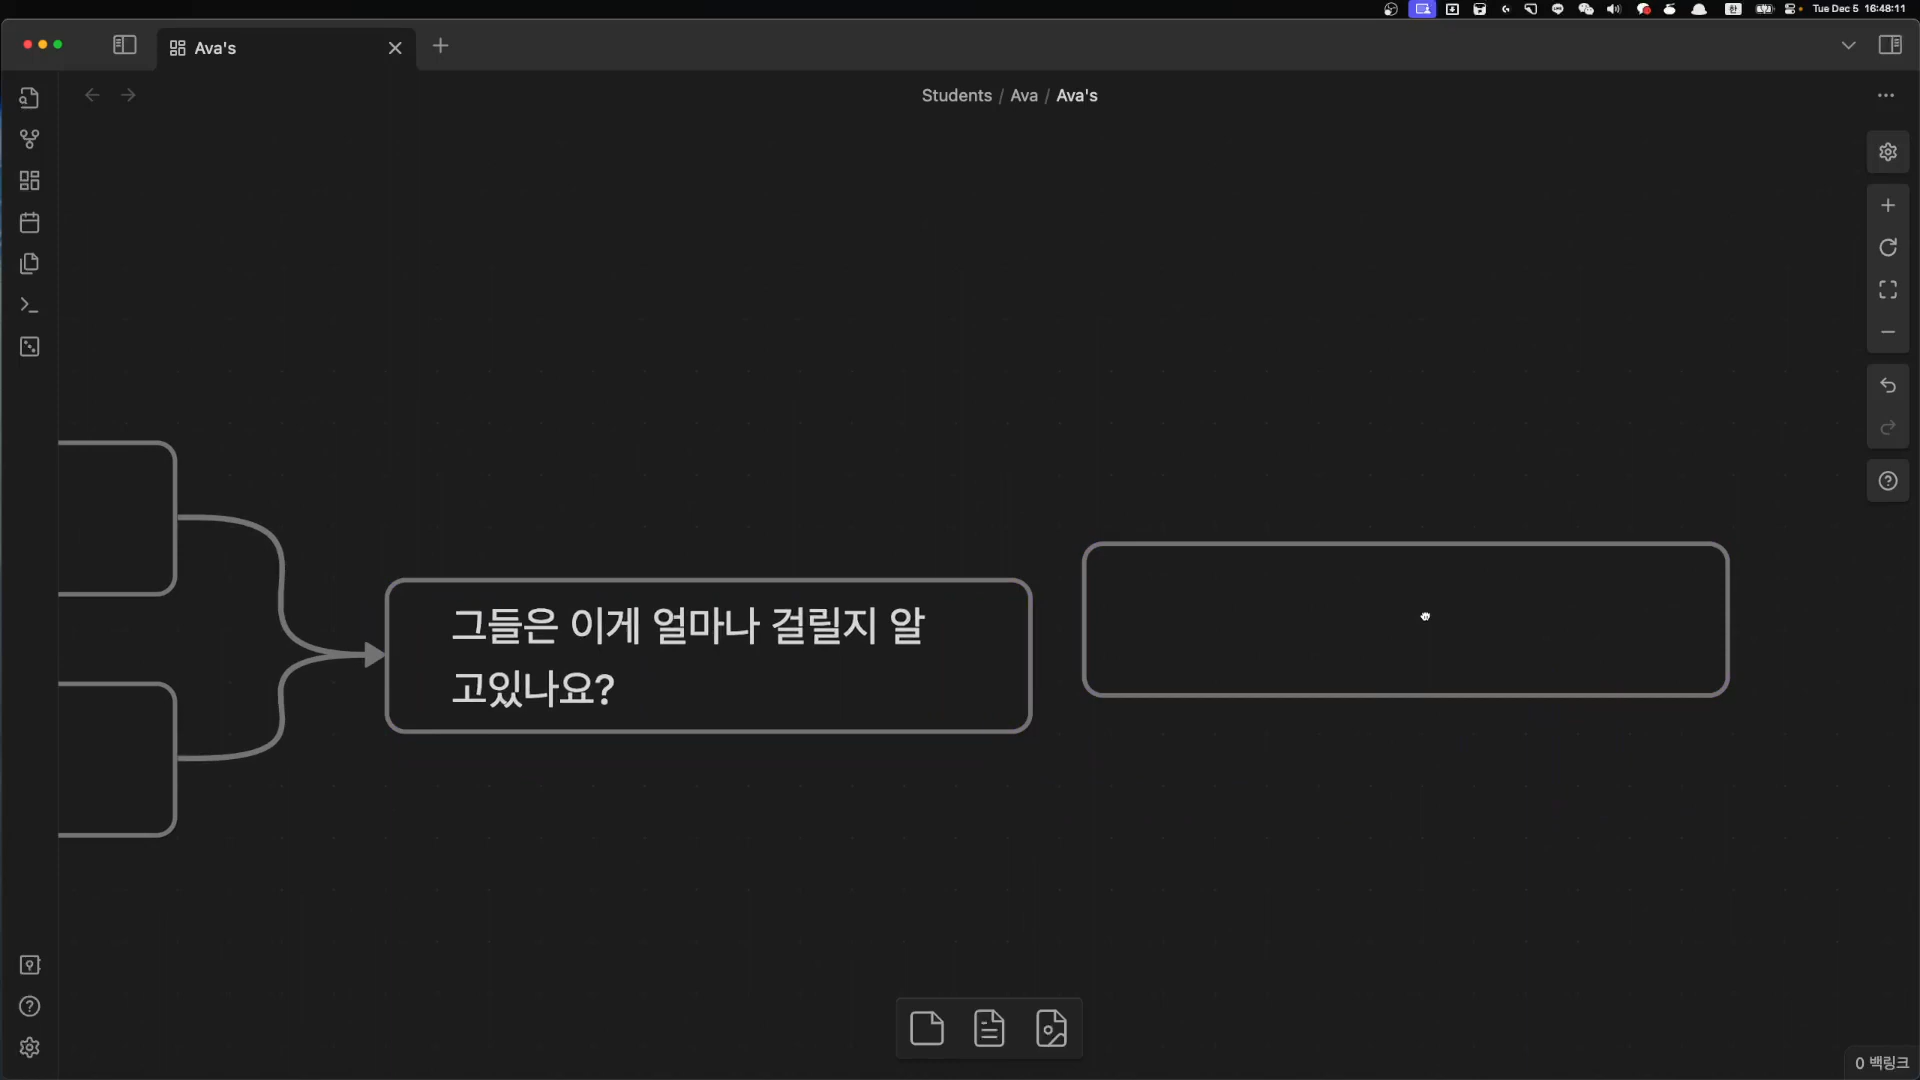 Tue Dec 5 16:48:11
Ava's
Students / Ava / Ava's
그들은 이게 얼마나 걸릴지 알
고있나요?
0 백링크